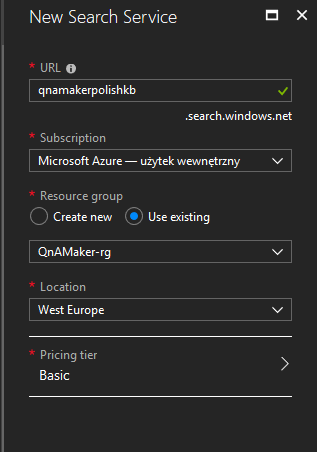 New Search Service
* URL
qnamakerpolishkb
.search.windows.net
* Subscription
Microsoft Azure — użytek wewnętrzny
* Resource group
Create new Use existing
QnAMaker-rg
* Location
West Europe
* Pricing tier
Basic